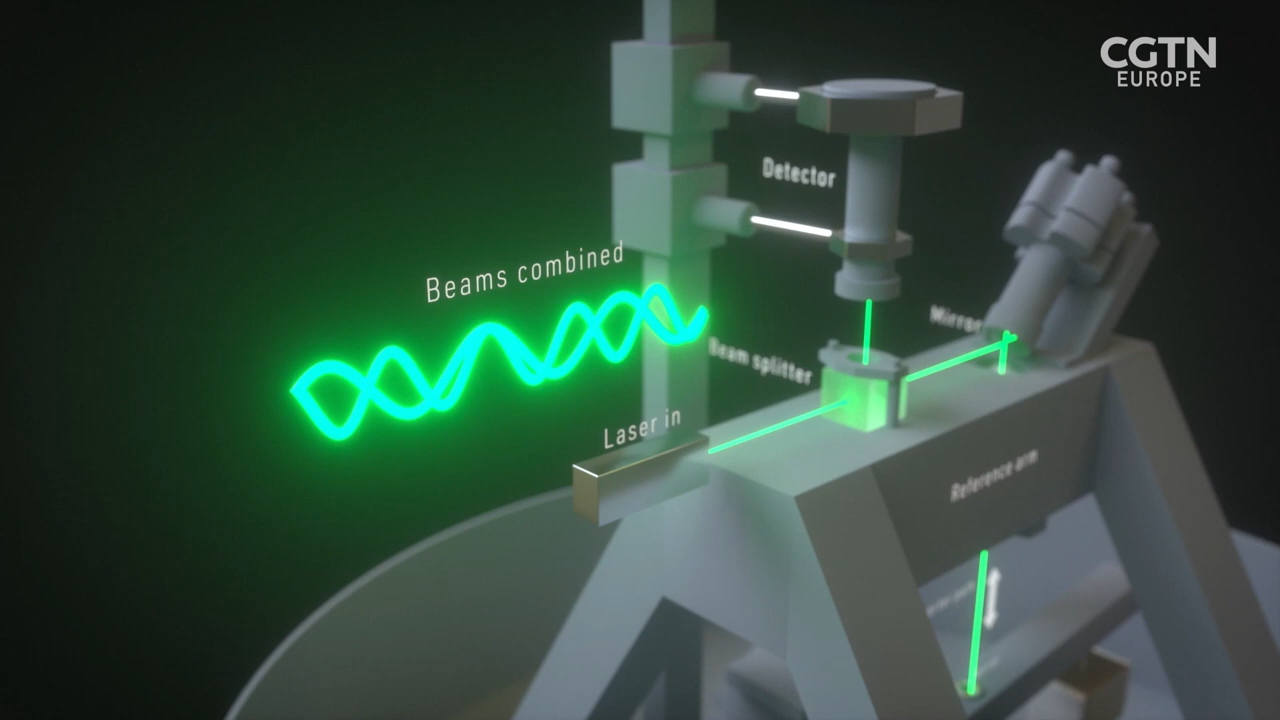 CGTN
EUROPE
Detector
Beams combined
Mirror
Beam splitter
Laser in
Reference arm